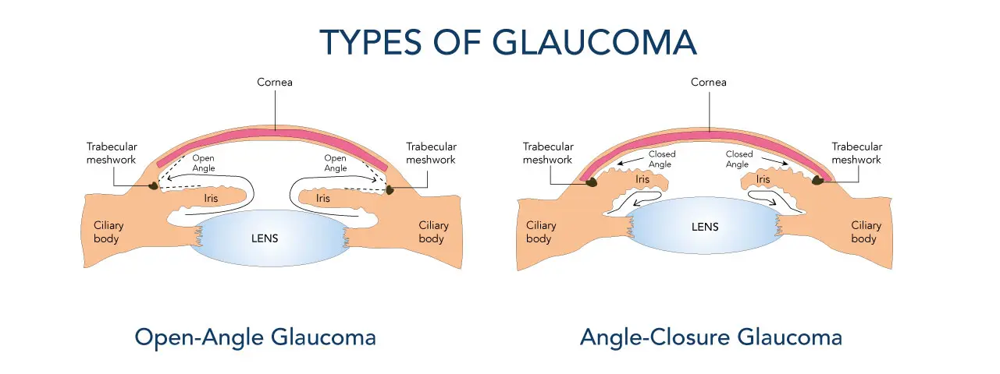 TYPES OF GLAUCOMA
Cornea
Trabecular
meshwork
Open
Angle
Open
Angle
Trabecular
meshwork
Iris
Iris
Ciliary
body
LENS
Ciliary
body
Open-Angle Glaucoma
Cornea
Trabecular
meshwork
Closed
Angle
Closed
Angle
Trabecular
meshwork
Iris
Iris
Ciliary
body
LENS
Ciliary
body
Angle-Closure Glaucoma